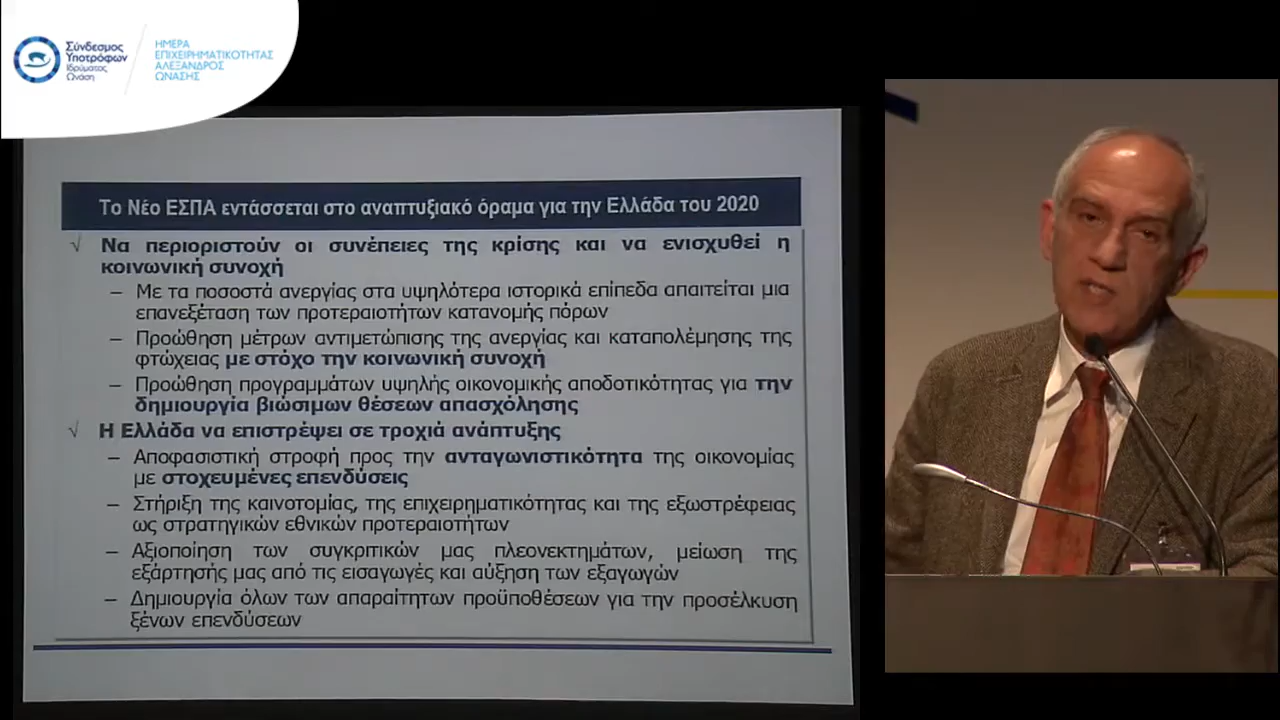 Σύνδεσμος
Υποτρόφων
Ιδρύματος
Ωνάση
ΗΜΕΡΑ
ΕΠΙΧΕΙΡΗΜΑΤΙΚΟΤΗΤΑΣ
ΑΛΕΞΑΝΔΡΟΣ
ΩΝΑΣΗΣ
Το Νέο ΕΣΠΑ εντάσσεται στο αναπτυξιακό όραμα για την Ελλάδα του 2020
√ Να περιοριστούν οι συνέπειες της κρίσης και να ενισχυθεί η
κοινωνική συνοχή
– Με τα ποσοστά ανεργίας στα υψηλότερα ιστορικά επίπεδα απαιτείται μια
επανεξέταση των προτεραιοτήτων κατανομής πόρων
– Προώθηση μέτρων αντιμετώπισης της ανεργίας και καταπολέμησης της
φτώχειας με στόχο την κοινωνική συνοχή
– Προώθηση προγραμμάτων υψηλής οικονομικής αποδοτικότητας για την
δημιουργία βιώσιμων θέσεων απασχόλησης
√ Η Ελλάδα να επιστρέψει σε τροχιά ανάπτυξης
– Αποφασιστική στροφή προς την ανταγωνιστικότητα της οικονομίας
με στοχευμένες επενδύσεις
– Στήριξη της καινοτομίας, της επιχειρηματικότητας και της εξωστρέφειας
ως στρατηγικών εθνικών προτεραιοτήτων
– Αξιοποίηση των συγκριτικών μας πλεονεκτημάτων, μείωση της
εξάρτησής μας από τις εισαγωγές και αύξηση των εξαγωγών
– Δημιουργία όλων των απαραίτητων προϋποθέσεων για την προσέλκυση
ξένων επενδύσεων